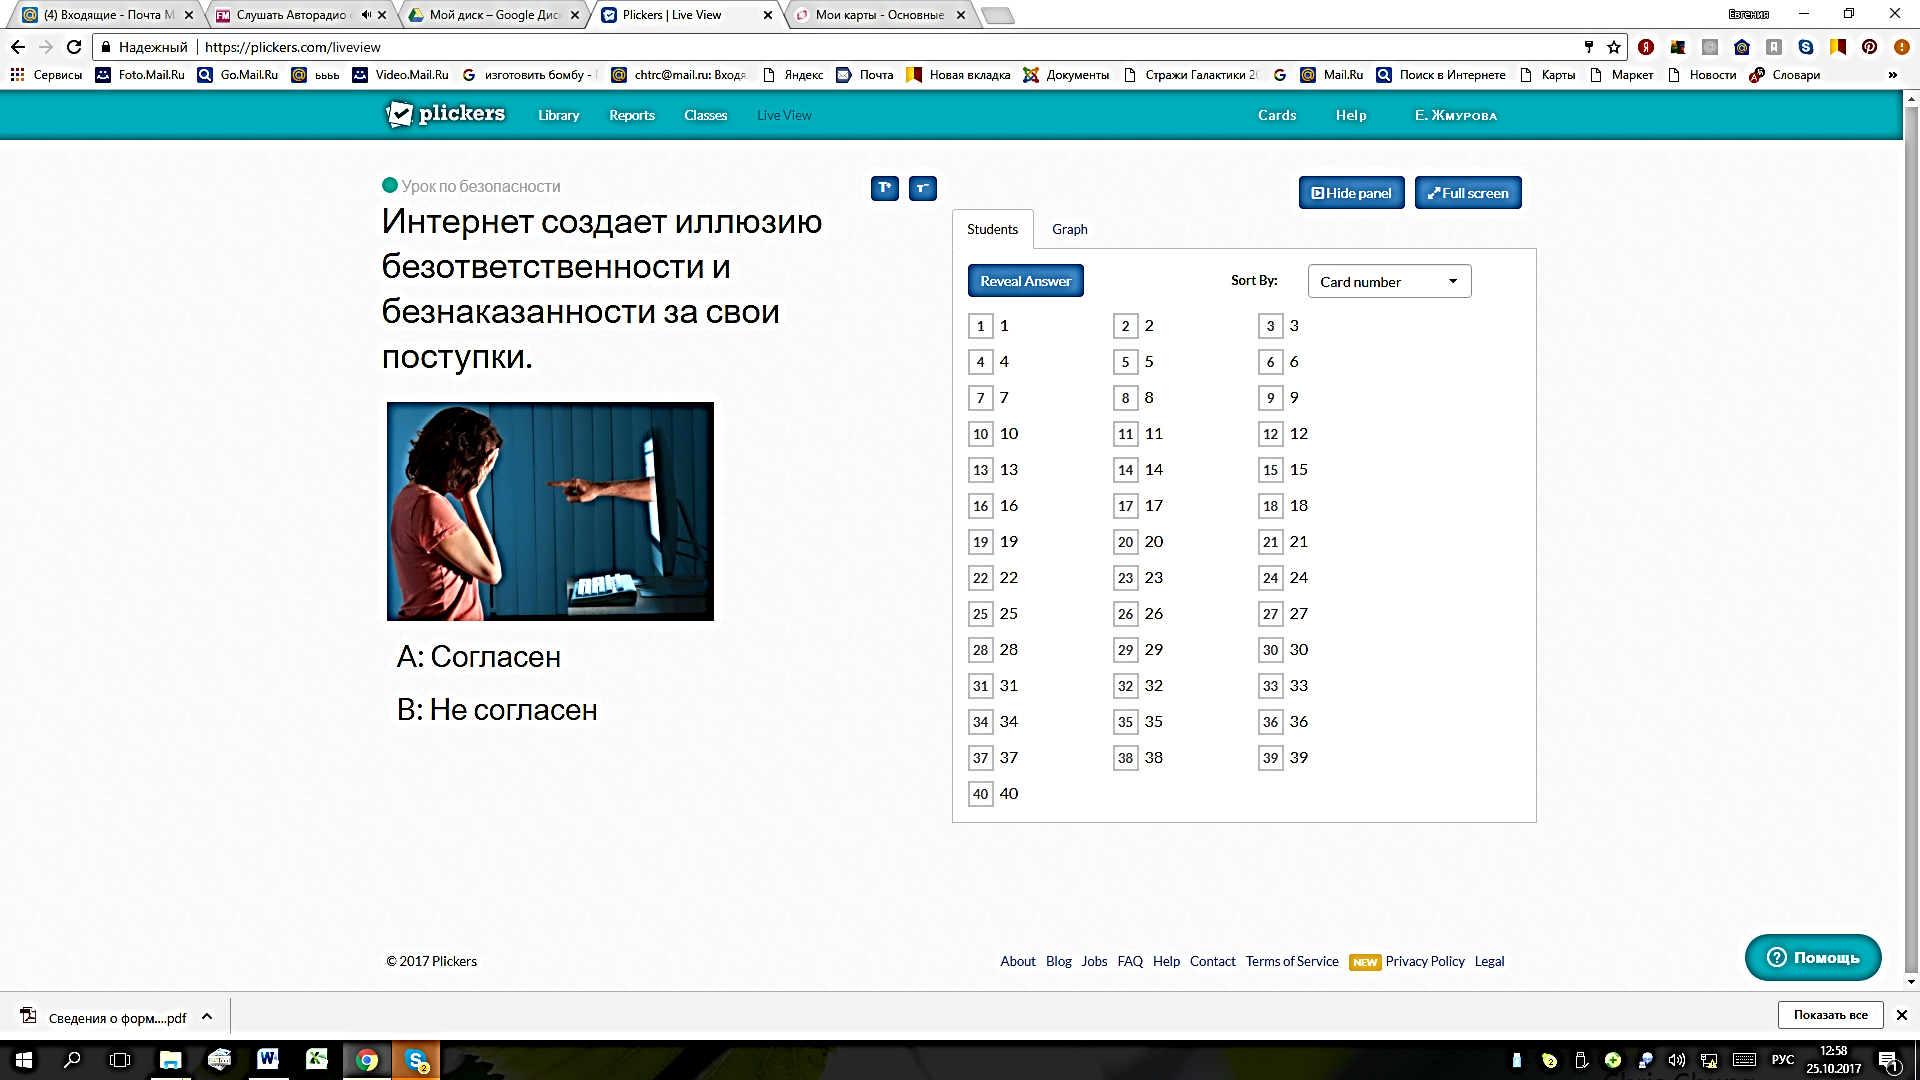 (4) Входящие - Почта М
Слушать Авторадио
Мой диск – Google Дис
Plickers | Live View
Мои карты - Основные
Евгения
Надежный
https://plickers.com/liveview
Сервисы
Foto.Mail.Ru
Go.Mail.Ru
ьььь
Video.Mail.Ru
изготовить бомбу -
chtrc@mail.ru: Входя
Яндекс
Почта
Новая вкладка
Документы
Стражи Галактики 20
Mail.Ru
Поиск в Интернете
Карты
Маркет
Новости
Словари
»
plickers
Library
Reports
Classes
Live View
Cards
Help
Е. Жмурова
Урок по безопасности
Интернет создает иллюзию
безответственности и
безнаказанности за свои
поступки.
A: Согласен
B: Не согласен
Hide panel
Full screen
Students
Graph
Reveal Answer
Sort By:
Card number
1 1 2 2 3 3
4 4 5 5 6 6
7 7 8 8 9 9
10 10 11 11 12 12
13 13 14 14 15 15
16 16 17 17 18 18
19 19 20 20 21 21
22 22 23 23 24 24
25 25 26 26 27 27
28 28 29 29 30 30
31 31 32 32 33 33
34 34 35 35 36 36
37 37 38 38 39 39
40 40
© 2017 Plickers
About Blog Jobs FAQ Help Contact Terms of Service NEW Privacy Policy Legal
Помощь
Сведения о форм....pdf
Показать все
РУС
12:58
25.10.2017